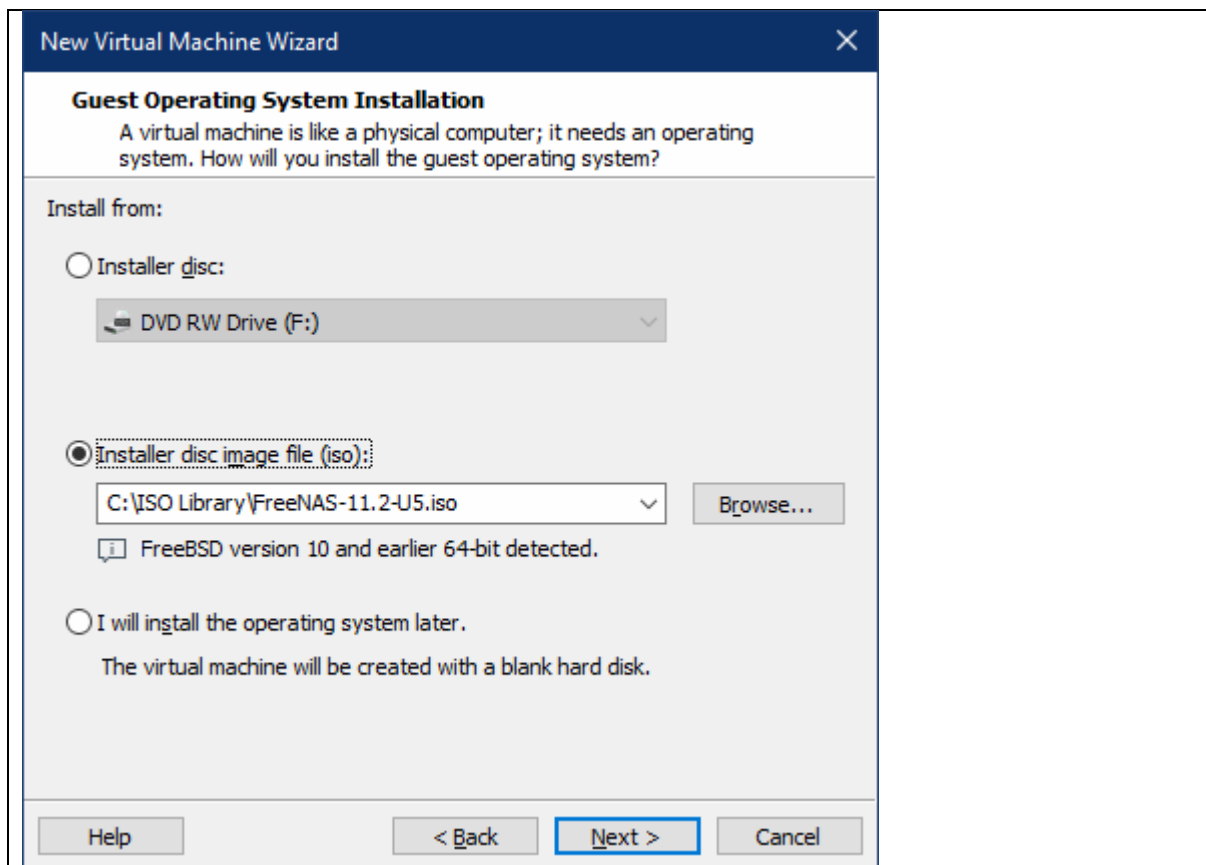 New Virtual Machine Wizard
Guest Operating System Installation
A virtual machine is like a physical computer; it needs an operating
system. How will you install the guest operating system?
Install from:
Installer disc:
DVD RW Drive (F:)
Installer disc image file (iso):
C:\ISO Library\FreeNAS-11.2-U5.iso
Browse...
FreeBSD version 10 and earlier 64-bit detected.
I will install the operating system later.
The virtual machine will be created with a blank hard disk.
Help
< Back
Next >
Cancel